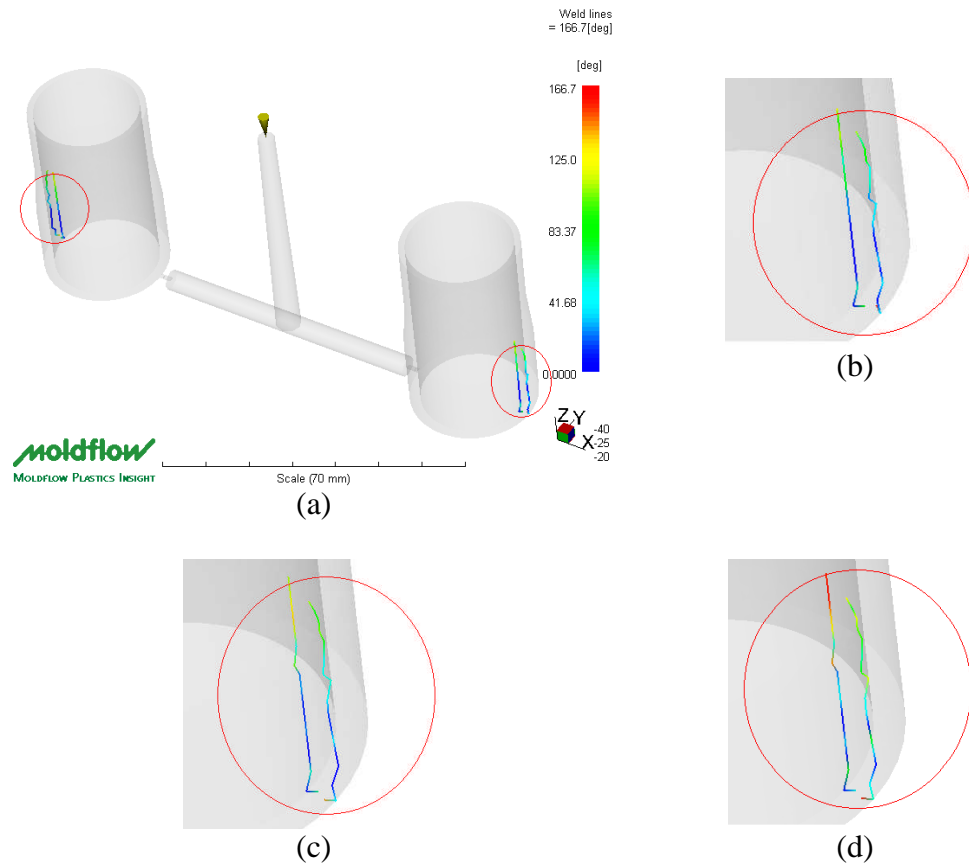 Weld lines
= 166.7[deg]
[deg]
166.7
125.0
83.37
41.68
0.0000
Z Y
X
-40
-25
-20
moldflow
MOLDFLOW PLASTICS INSIGHT
Scale (70 mm)
(a)
(b)
(c)
(d)